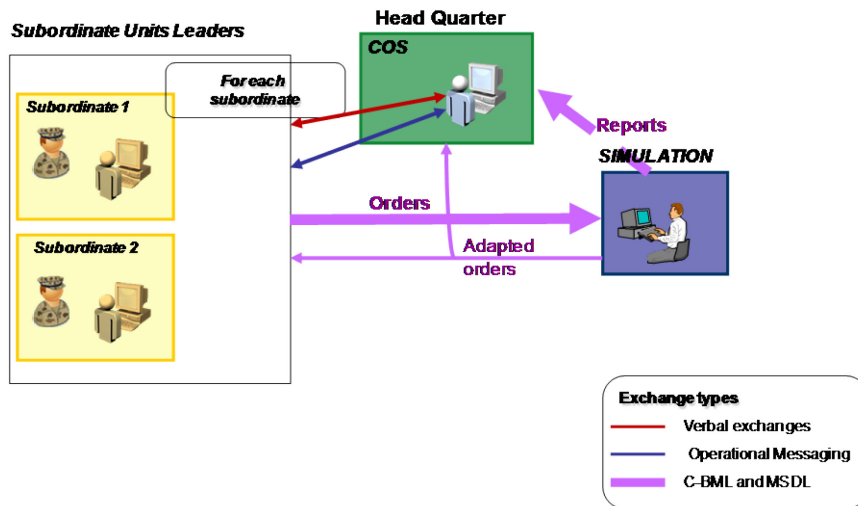 Subordinate Units Leaders
Head Quarter
COS
For each
subordinate
Subordinate 1
Reports
SIMULATION
Orders
Adapted
orders
Subordinate 2
Exchange types
Verbal exchanges
Operational Messaging
C-BML and MSDL